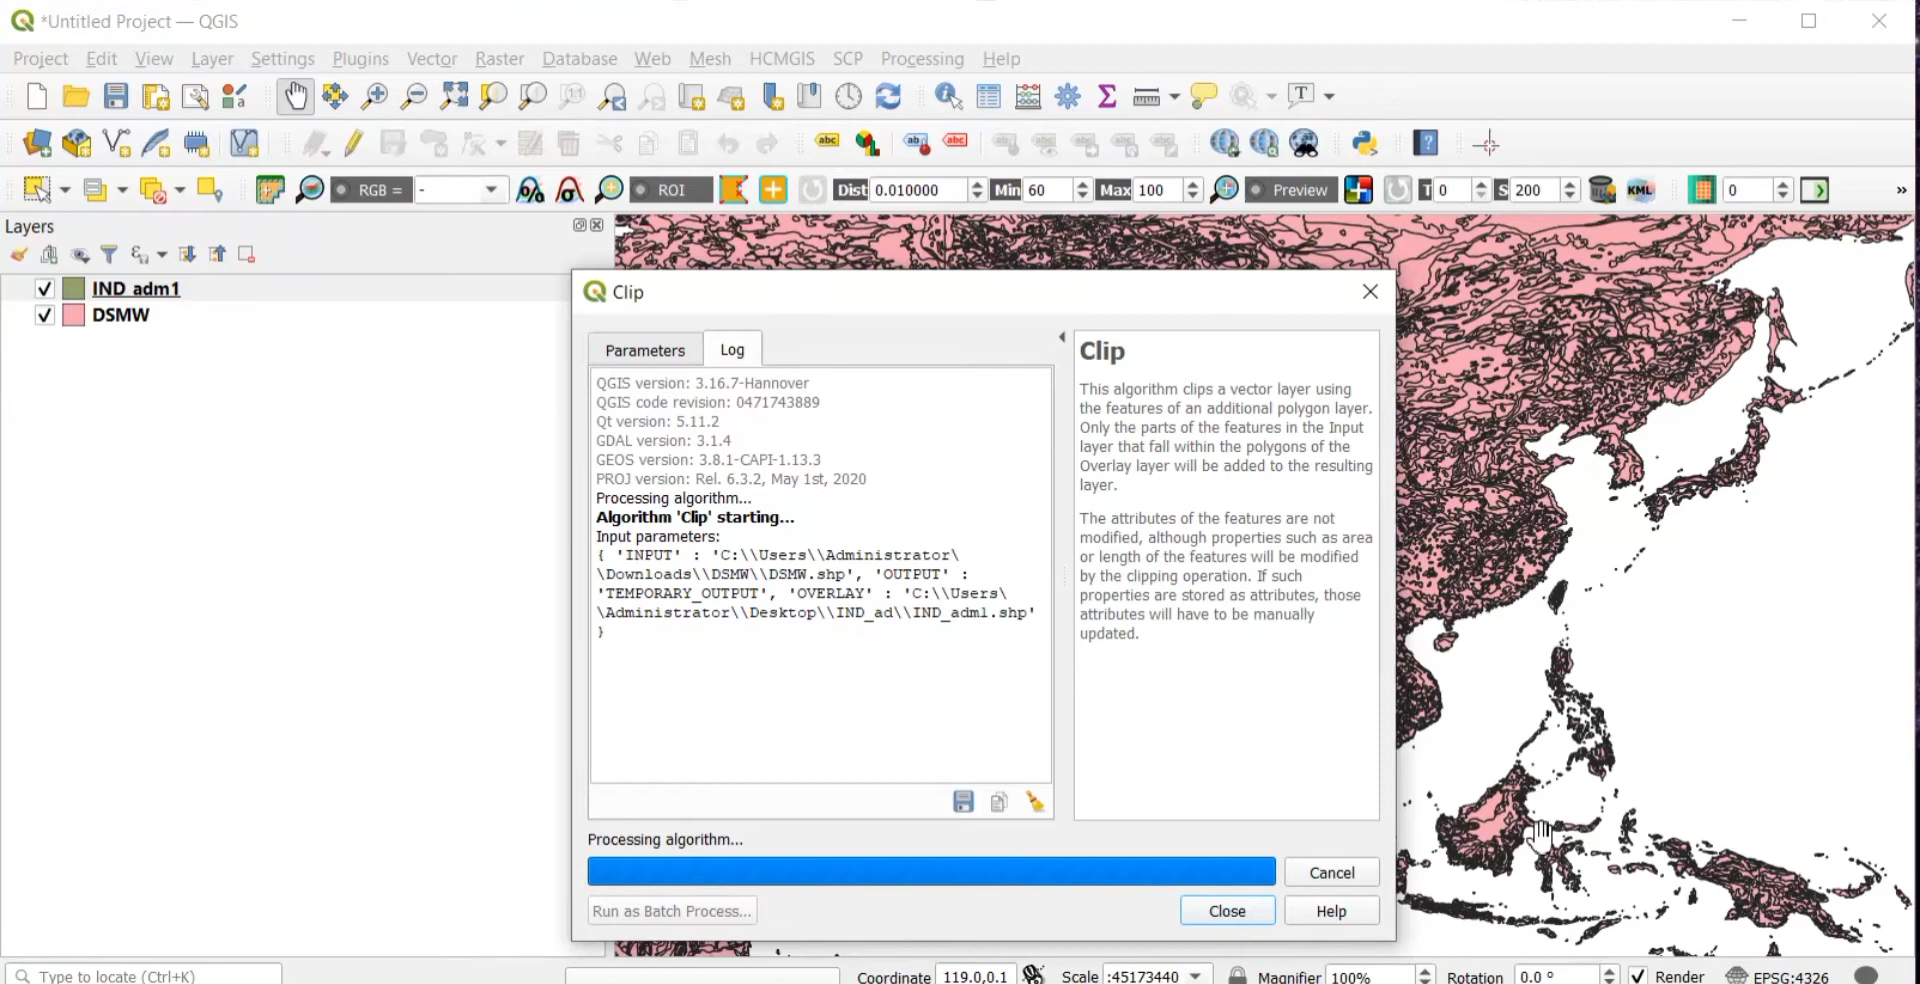 *Untitled Project — QGIS
Project Edit View Layer Settings Plugins Vector Raster Database Web Mesh HCMGIS SCP Processing Help
abc abc abc
RGB = - ROI Dist 0.010000 Min 60 Max 100 Preview T 0 S 200 KML 0 »
Layers
IND_adm1
DSMW
Clip
Parameters Log
QGIS version: 3.16.7-Hannover
QGIS code revision: 0471743889
Qt version: 5.11.2
GDAL version: 3.1.4
GEOS version: 3.8.1-CAPI-1.13.3
PROJ version: Rel. 6.3.2, May 1st, 2020
Processing algorithm...
Algorithm 'Clip' starting...
Input parameters:
{ 'INPUT' : 'C:\\Users\\Administrator\
\Downloads\\DSMW\\DSMW.shp', 'OUTPUT' :
'TEMPORARY_OUTPUT', 'OVERLAY' : 'C:\\Users\
\Administrator\\Desktop\\IND_ad\\IND_adm1.shp'
}
Clip
This algorithm clips a vector layer using
the features of an additional polygon layer.
Only the parts of the features in the Input
layer that fall within the polygons of the
Overlay layer will be added to the resulting
layer.
The attributes of the features are not
modified, although properties such as area
or length of the features will be modified
by the clipping operation. If such
properties are stored as attributes, those
attributes will have to be manually
updated.
Processing algorithm...
Cancel
Run as Batch Process...
Close
Help
Type to locate (Ctrl+K) Coordinate 119.0,0.1 Scale :45173440 Magnifier 100% Rotation 0.0 ° Render EPSG:4326